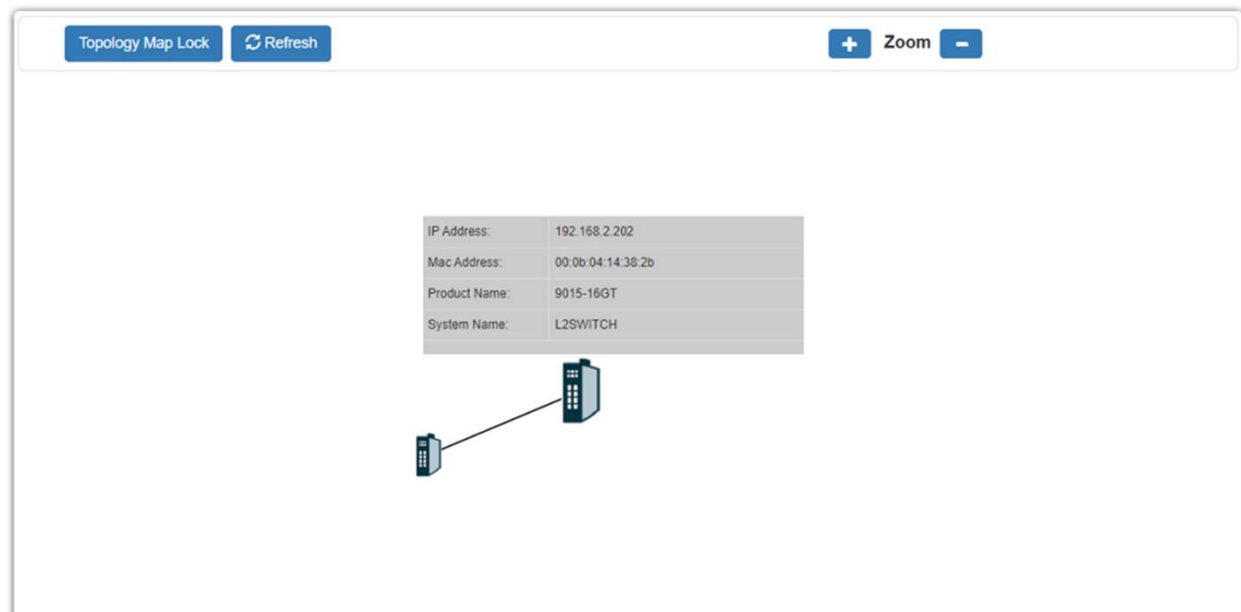 Topology Map Lock Refresh Zoom
IP Address: 192.168.2.202
Mac Address: 00:0b:04:14:38:2b
Product Name: 9015-16GT
System Name: L2SWITCH